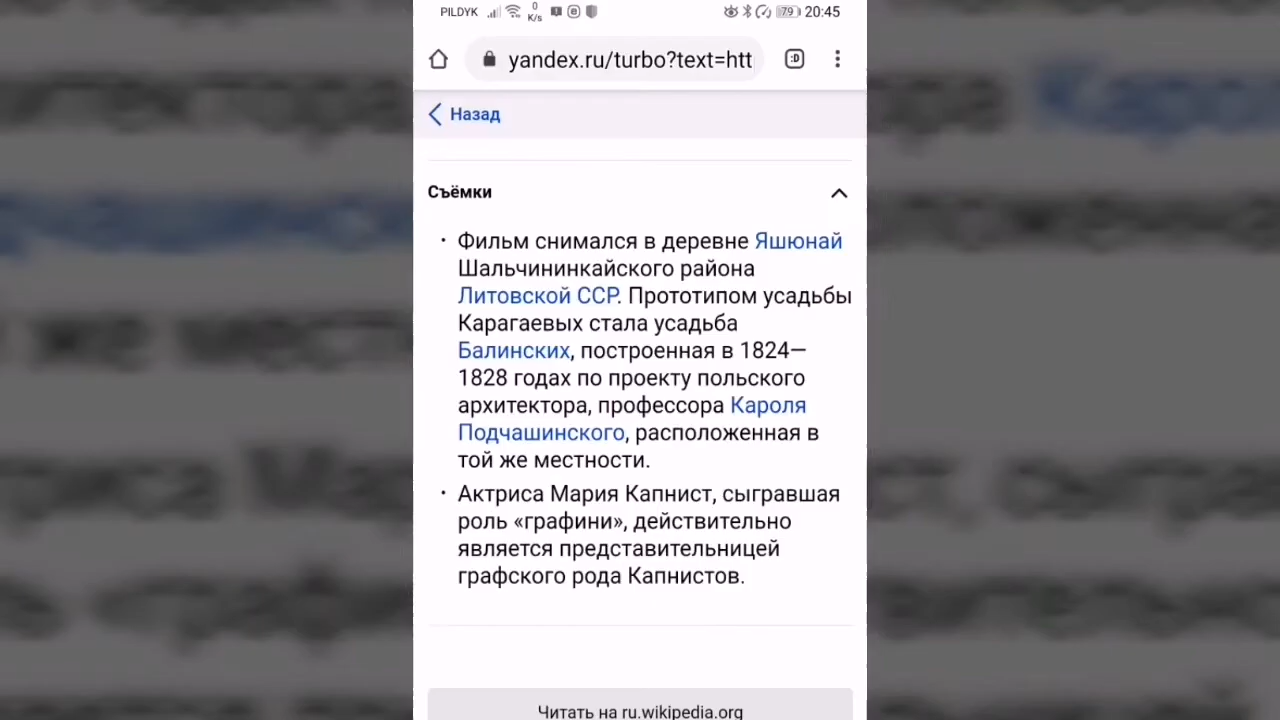 PILDYK 0 K/s 79 20:45
yandex.ru/turbo?text=htt :D
Назад
Съёмки
· Фильм снимался в деревне Яшюнай
Шальчининкайского района
Литовской ССР. Прототипом усадьбы
Карагаевых стала усадьба
Балинских, построенная в 1824—
1828 годах по проекту польского
архитектора, профессора Кароля
Подчашинского, расположенная в
той же местности.
· Актриса Мария Капнист, сыгравшая
роль «графини», действительно
является представительницей
графского рода Капнистов.
Читать на ru.wikipedia.org